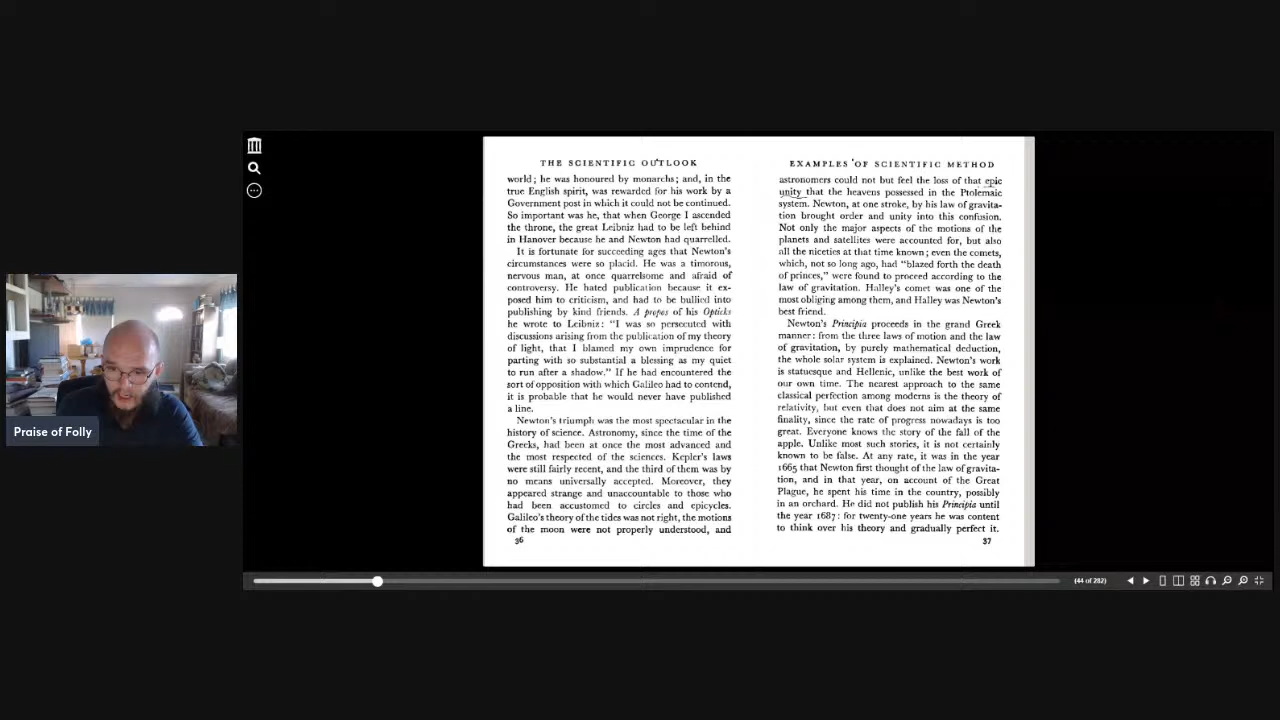 THE SCIENTIFIC OUTLOOK
world; he was honoured by monarchs; and, in the
true English spirit, was rewarded for his work by a
Government post in which it could not be continued.
So important was he, that when George I ascended
the throne, the great Leibniz had to be left behind
in Hanover because he and Newton had quarrelled.
It is fortunate for succeeding ages that Newton's
circumstances were so placid. He was a timorous,
nervous man, at once quarrelsome and afraid of
controversy. He hated publication because it ex-
posed him to criticism, and had to be bullied into
publishing by kind friends. A propos of his Opticks
he wrote to Leibniz: "I was so persecuted with
discussions arising from the publication of my theory
of light, that I blamed my own imprudence for
parting with so substantial a blessing as my quiet
to run after a shadow." If he had encountered the
sort of opposition with which Galileo had to contend,
it is probable that he would never have published
a line.
Newton's triumph was the most spectacular in the
history of science. Astronomy, since the time of the
Greeks, had been at once the most advanced and
the most respected of the sciences. Kepler's laws
were still fairly recent, and the third of them was by
no means universally accepted. Moreover, they
appeared strange and unaccountable to those who
had been accustomed to circles and epicycles.
Galileo's theory of the tides was not right, the motions
of the moon were not properly understood, and
36
EXAMPLES OF SCIENTIFIC METHOD
astronomers could not but feel the loss of that epic
unity that the heavens possessed in the Ptolemaic
system. Newton, at one stroke, by his law of gravita-
tion brought order and unity into this confusion.
Not only the major aspects of the motions of the
planets and satellites were accounted for, but also
all the niceties at that time known; even the comets,
which, not so long ago, had "blazed forth the death
of princes," were found to proceed according to the
law of gravitation. Halley's comet was one of the
most obliging among them, and Halley was Newton's
best friend.
Newton's Principia proceeds in the grand Greek
manner: from the three laws of motion and the law
of gravitation, by purely mathematical deduction,
the whole solar system is explained. Newton's work
is statuesque and Hellenic, unlike the best work of
our own time. The nearest approach to the same
classical perfection among moderns is the theory of
relativity, but even that does not aim at the same
finality, since the rate of progress nowadays is too
great. Everyone knows the story of the fall of the
apple. Unlike most such stories, it is not certainly
known to be false. At any rate, it was in the year
1665 that Newton first thought of the law of gravita-
tion, and in that year, on account of the Great
Plague, he spent his time in the country, possibly
in an orchard. He did not publish his Principia until
the year 1687: for twenty-one years he was content
to think over his theory and gradually perfect it.
37
Praise of Folly
(44 of 282)